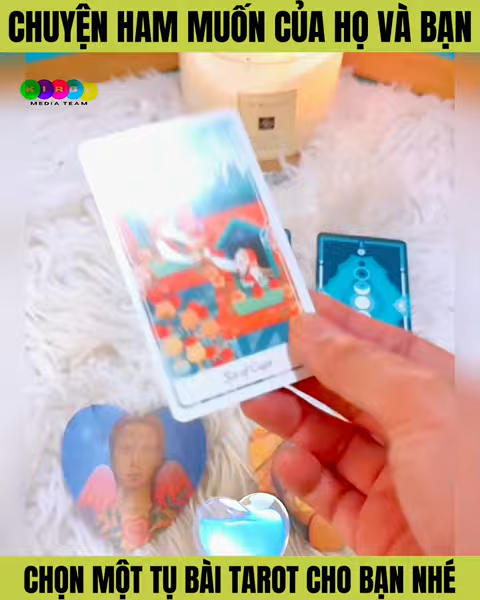 CHUYỆN HAM MUỐN CỦA HỌ VÀ BẠN
KIRA
MEDIA TEAM
Six of Cups
CHỌN MỘT TỤ BÀI TAROT CHO BẠN NHÉ